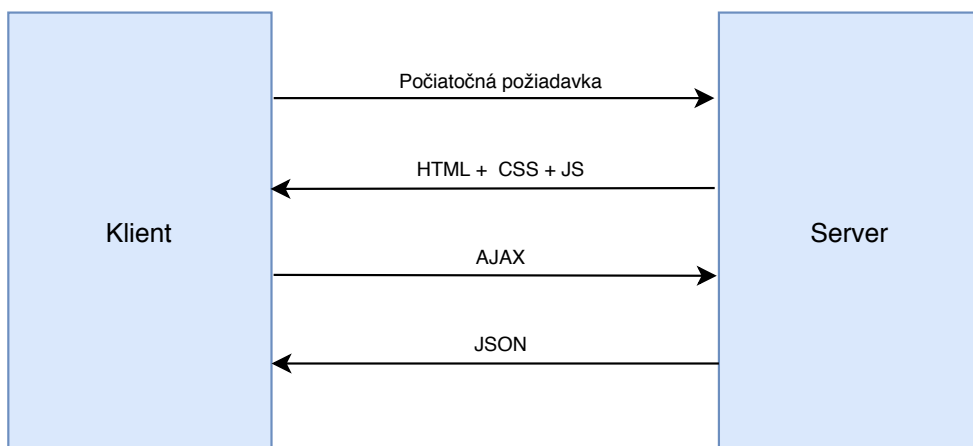 Počiatočná požiadavka
HTML + CSS + JS
Klient
Server
AJAX
JSON